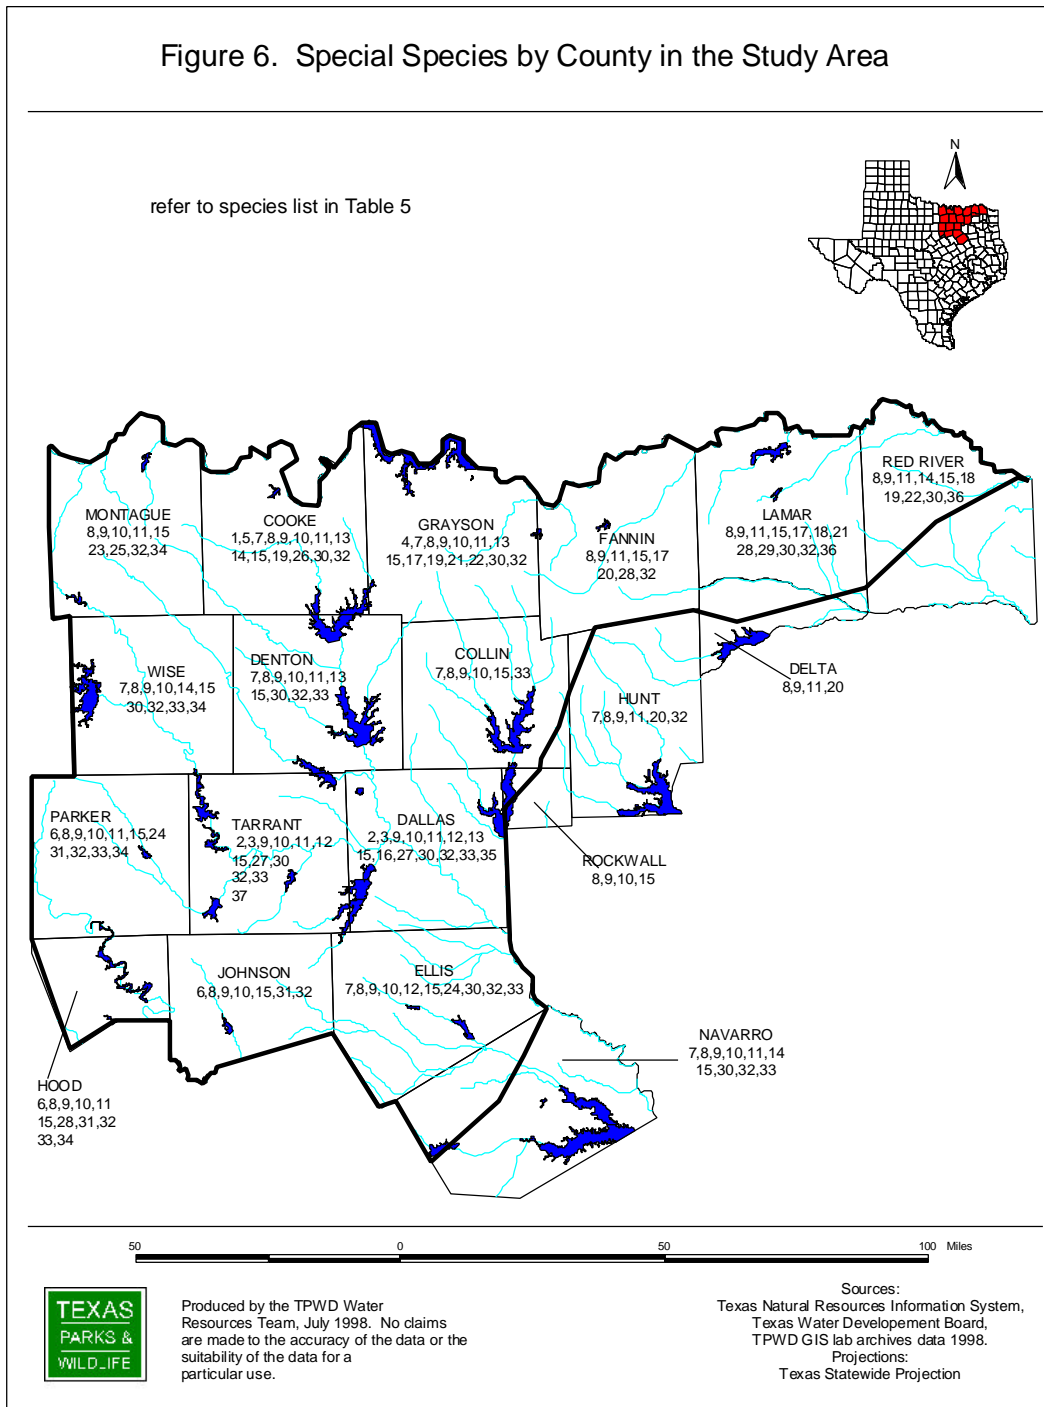 Figure 6. Special Species by County in the Study Area
N
refer to species list in Table 5
RED RIVER
8,9,11,14,15,18
19,22,30,36
MONTAGUE
8,9,10,11,15
23,25,32,34
COOKE
1,5,7,8,9,10,11,13
14,15,19,26,30,32
GRAYSON
4,7,8,9,10,11,13
15,17,19,21,22,30,32
FANNIN
8,9,11,15,17
20,28,32
LAMAR
8,9,11,15,17,18,21
28,29,30,32,36
WISE
7,8,9,10,14,15
30,32,33,34
DENTON
7,8,9,10,11,13
15,30,32,33
COLLIN
7,8,9,10,15,33
HUNT
7,8,9,11,20,32
DELTA
8,9,11,20
PARKER
6,8,9,10,11,15,24
31,32,33,34
TARRANT
2,3,9,10,11,12
15,27,30
32,33
37
DALLAS
2,3,9,10,11,12,13
15,16,27,30,32,33,35
ROCKWALL
8,9,10,15
JOHNSON
6,8,9,10,15,31,32
ELLIS
7,8,9,10,12,15,24,30,32,33
NAVARRO
7,8,9,10,11,14
15,30,32,33
HOOD
6,8,9,10,11
15,28,31,32
33,34
50 0 50 100 Miles
TEXAS
PARKS &
WILDLIFE
Produced by the TPWD Water
Resources Team, July 1998. No claims
are made to the accuracy of the data or the
suitability of the data for a
particular use.
Sources:
Texas Natural Resources Information System,
Texas Water Developement Board,
TPWD GIS lab archives data 1998.
Projections:
Texas Statewide Projection